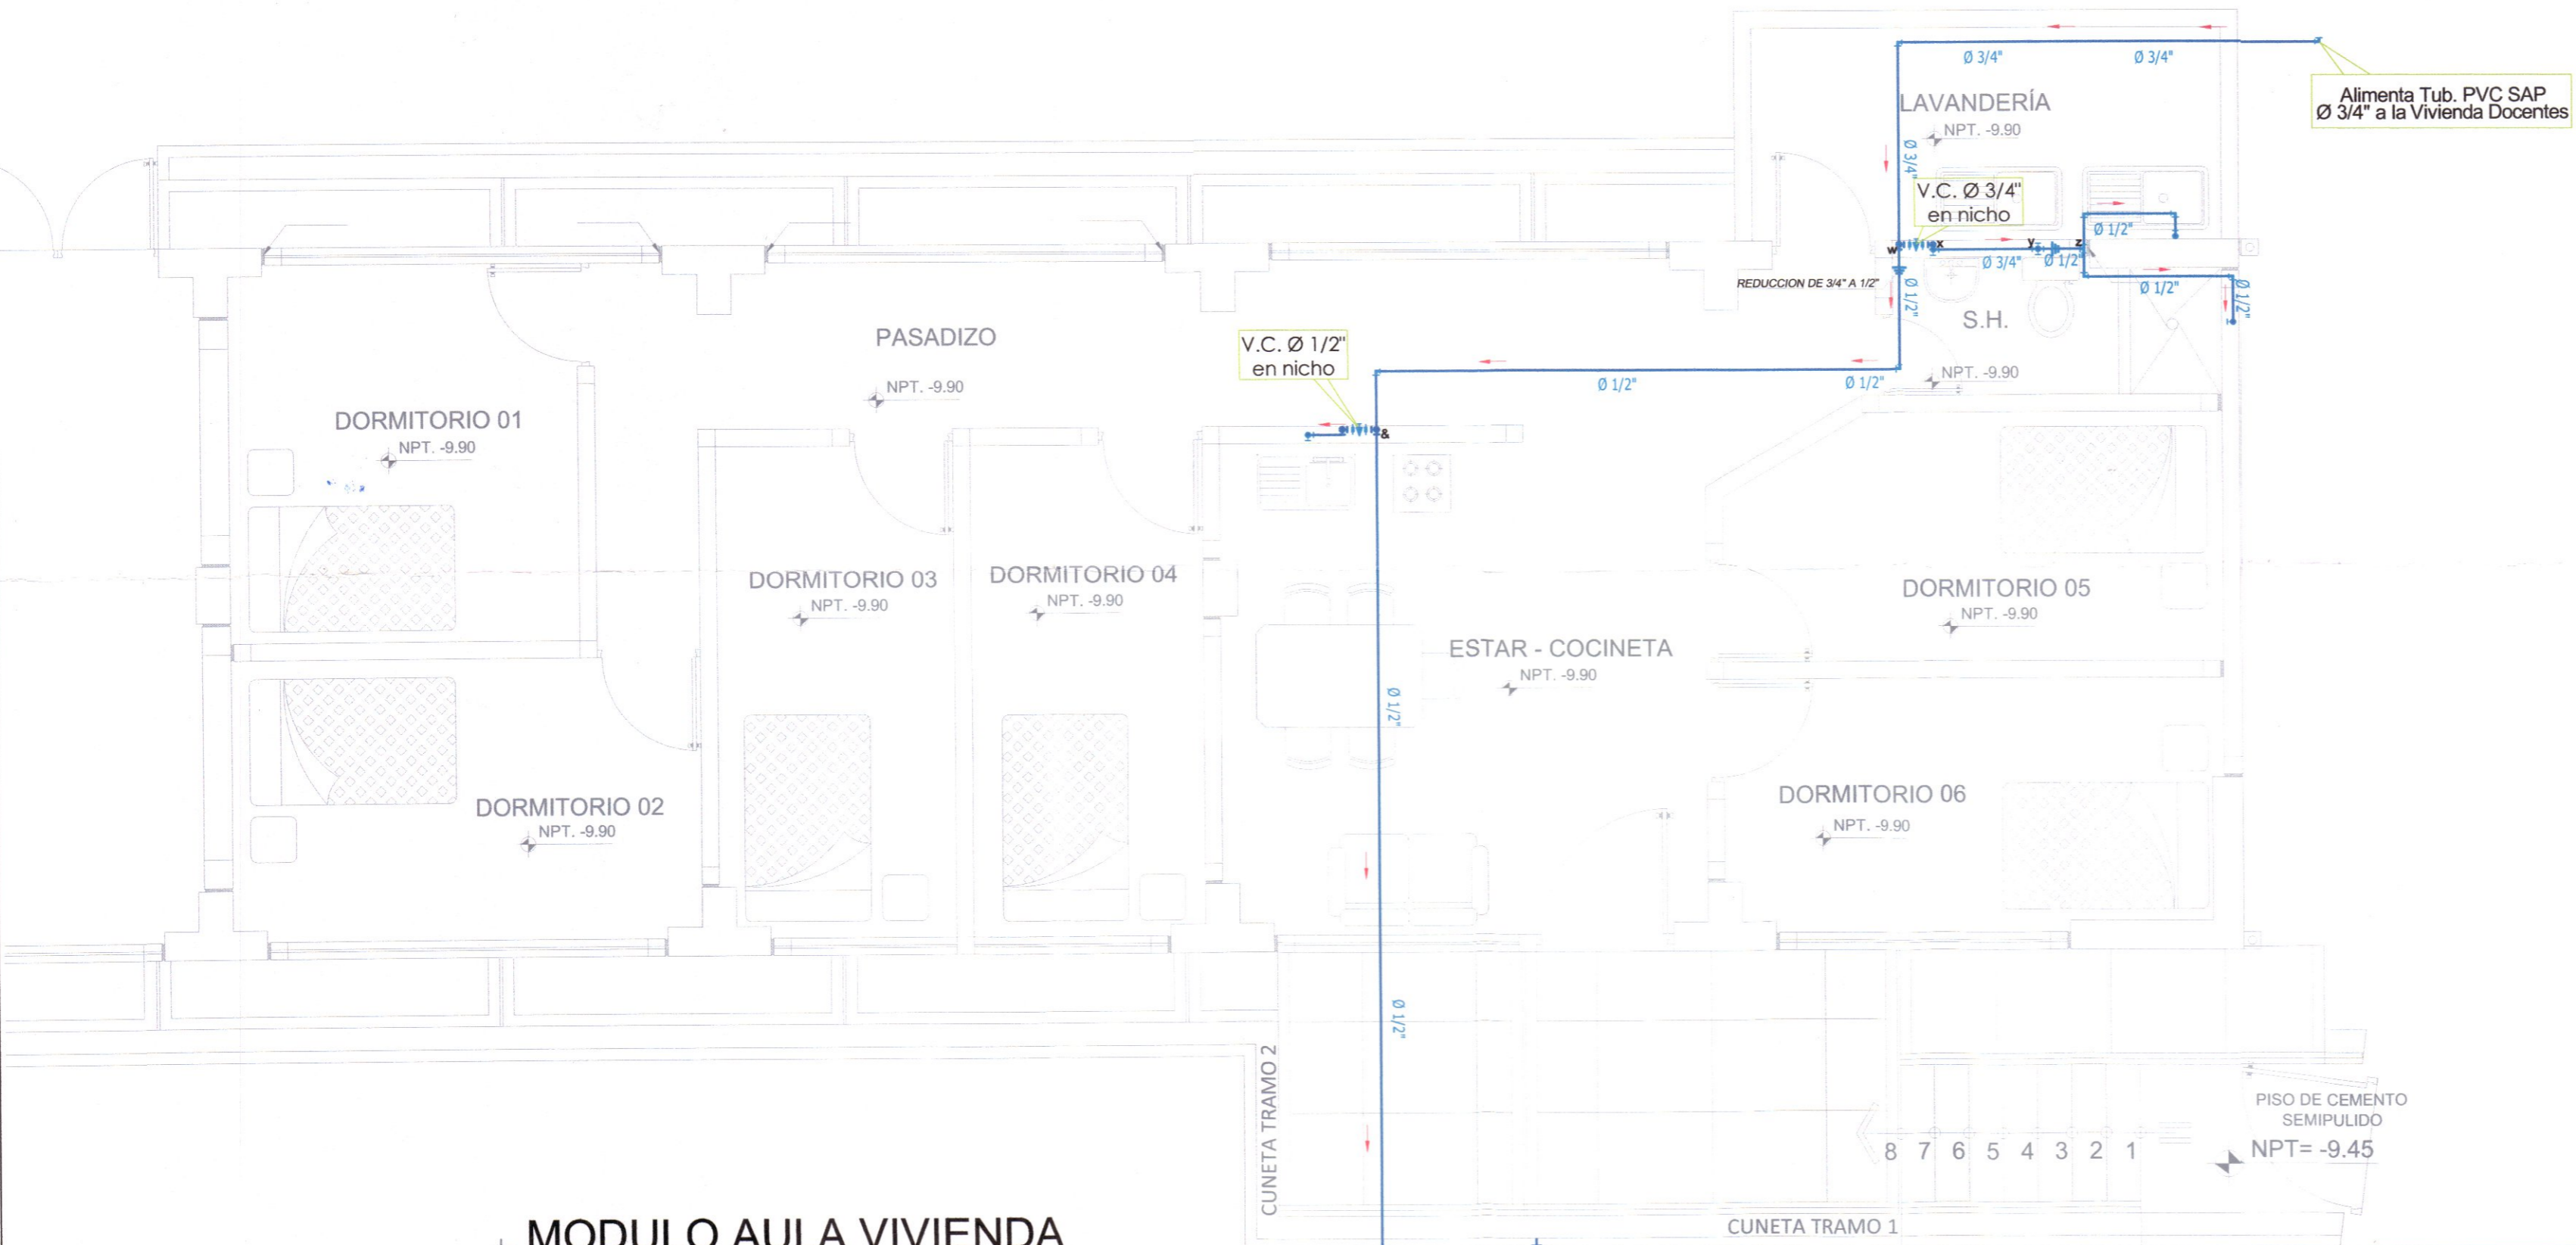 Ø 3/4"
Ø 3/4"
Alimenta Tub. PVC SAP
Ø 3/4" a la Vivienda Docentes
LAVANDERÍA
NPT. -9.90
Ø 3/4"
V.C. Ø 3/4"
en nicho
w
x
y
z
Ø 1/2"
Ø 3/4"
Ø 1/2"
REDUCCION DE 3/4" A 1/2"
Ø 1/2"
Ø 1/2"
Ø 1/2"
S.H.
NPT. -9.90
PASADIZO
NPT. -9.90
V.C. Ø 1/2"
en nicho
Ø 1/2"
Ø 1/2"
&
DORMITORIO 01
NPT. -9.90
DORMITORIO 03
NPT. -9.90
DORMITORIO 04
NPT. -9.90
DORMITORIO 05
NPT. -9.90
ESTAR - COCINETA
NPT. -9.90
Ø 1/2"
DORMITORIO 02
NPT. -9.90
DORMITORIO 06
NPT. -9.90
Ø 1/2"
CUNETA TRAMO 2
8 7 6 5 4 3 2 1
PISO DE CEMENTO
SEMIPULIDO
NPT= -9.45
CUNETA TRAMO 1
MODULO AULA VIVIENDA